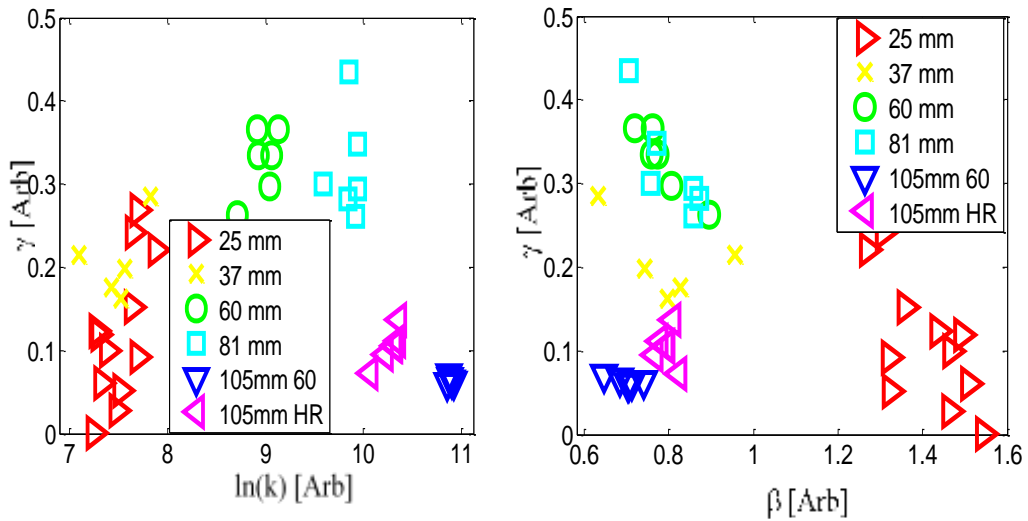 0.5
0.4
0.3
0.2
0.1
0
γ [Arb]
7 8 9 10 11
ln(k) [Arb]
25 mm
37 mm
60 mm
81 mm
105mm 60
105mm HR
0.5
0.4
0.3
0.2
0.1
0
γ [Arb]
0.6 0.8 1 1.2 1.4 1.6
β [Arb]
25 mm
37 mm
60 mm
81 mm
105mm 60
105mm HR